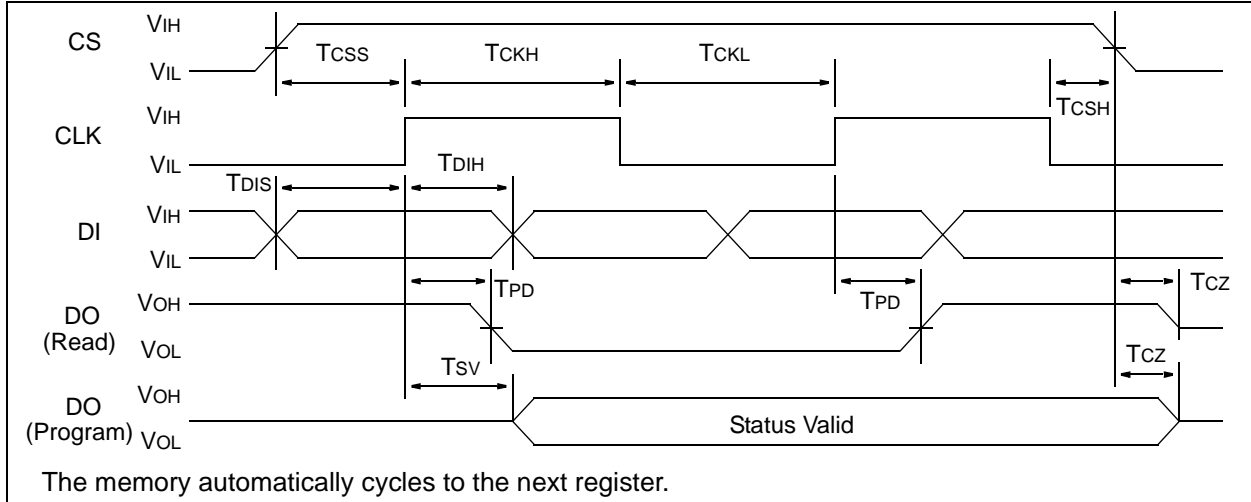 CS
VIH
VIL
TCSS
TCKH
TCKL
TCSH
CLK
VIH
VIL
TDIS
TDIH
DI
VIH
VIL
TPD
TPD
TCZ
DO
(Read)
VOH
VOL
TSV
TCZ
DO
(Program)
VOH
VOL
Status Valid
The memory automatically cycles to the next register.